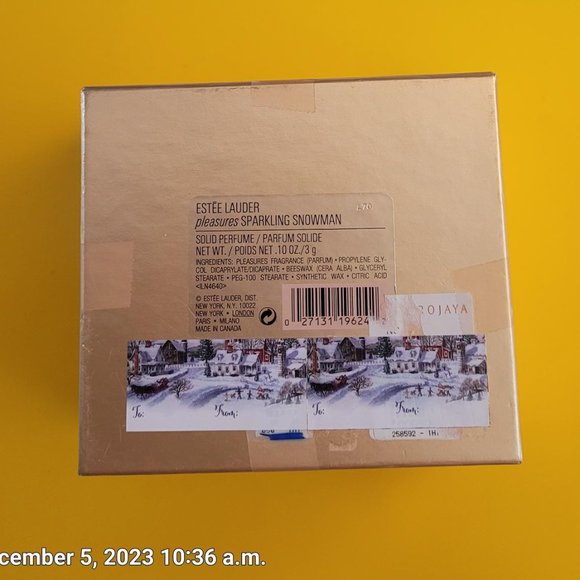 ESTĒE LAUDER
pleasures SPARKLING SNOWMAN
SOLID PERFUME / PARFUM SOLIDE
NET WT. / POIDS NET .10 OZ./3 g
INGREDIENTS: PLEASURES FRAGRANCE (PARFUM) • PROPYLENE GLY-
COL DICAPRYLATE/DICAPRATE • BEESWAX (CERA ALBA) • GLYCERYL
STEARATE • PEG-100 STEARATE • SYNTHETIC WAX • CITRIC ACID
<ILN4640>
© ESTĒE LAUDER, DIST.
NEW YORK, N.Y. 10022
NEW YORK • LONDON
PARIS • MILANO
MADE IN CANADA
0 27131 19624
ROJAYA
To: From: To: From:
258592 - IH
cember 5, 2023 10:36 a.m.